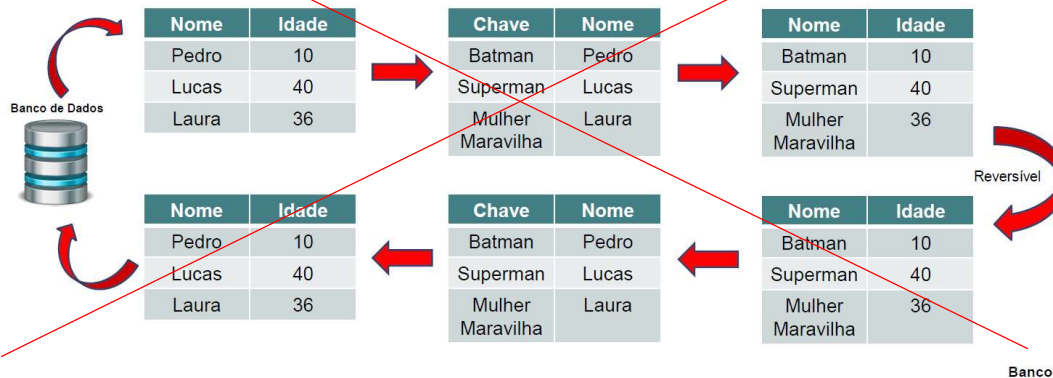 Nome Idade
Pedro 10
Lucas 40
Laura 36
Chave Nome
Batman Pedro
Superman Lucas
Mulher Maravilha Laura
Nome Idade
Batman 10
Superman 40
Mulher Maravilha 36
Banco de Dados
Reversível
Nome Idade
Pedro 10
Lucas 40
Laura 36
Chave Nome
Batman Pedro
Superman Lucas
Mulher Maravilha Laura
Nome Idade
Batman 10
Superman 40
Mulher Maravilha 36
Banco